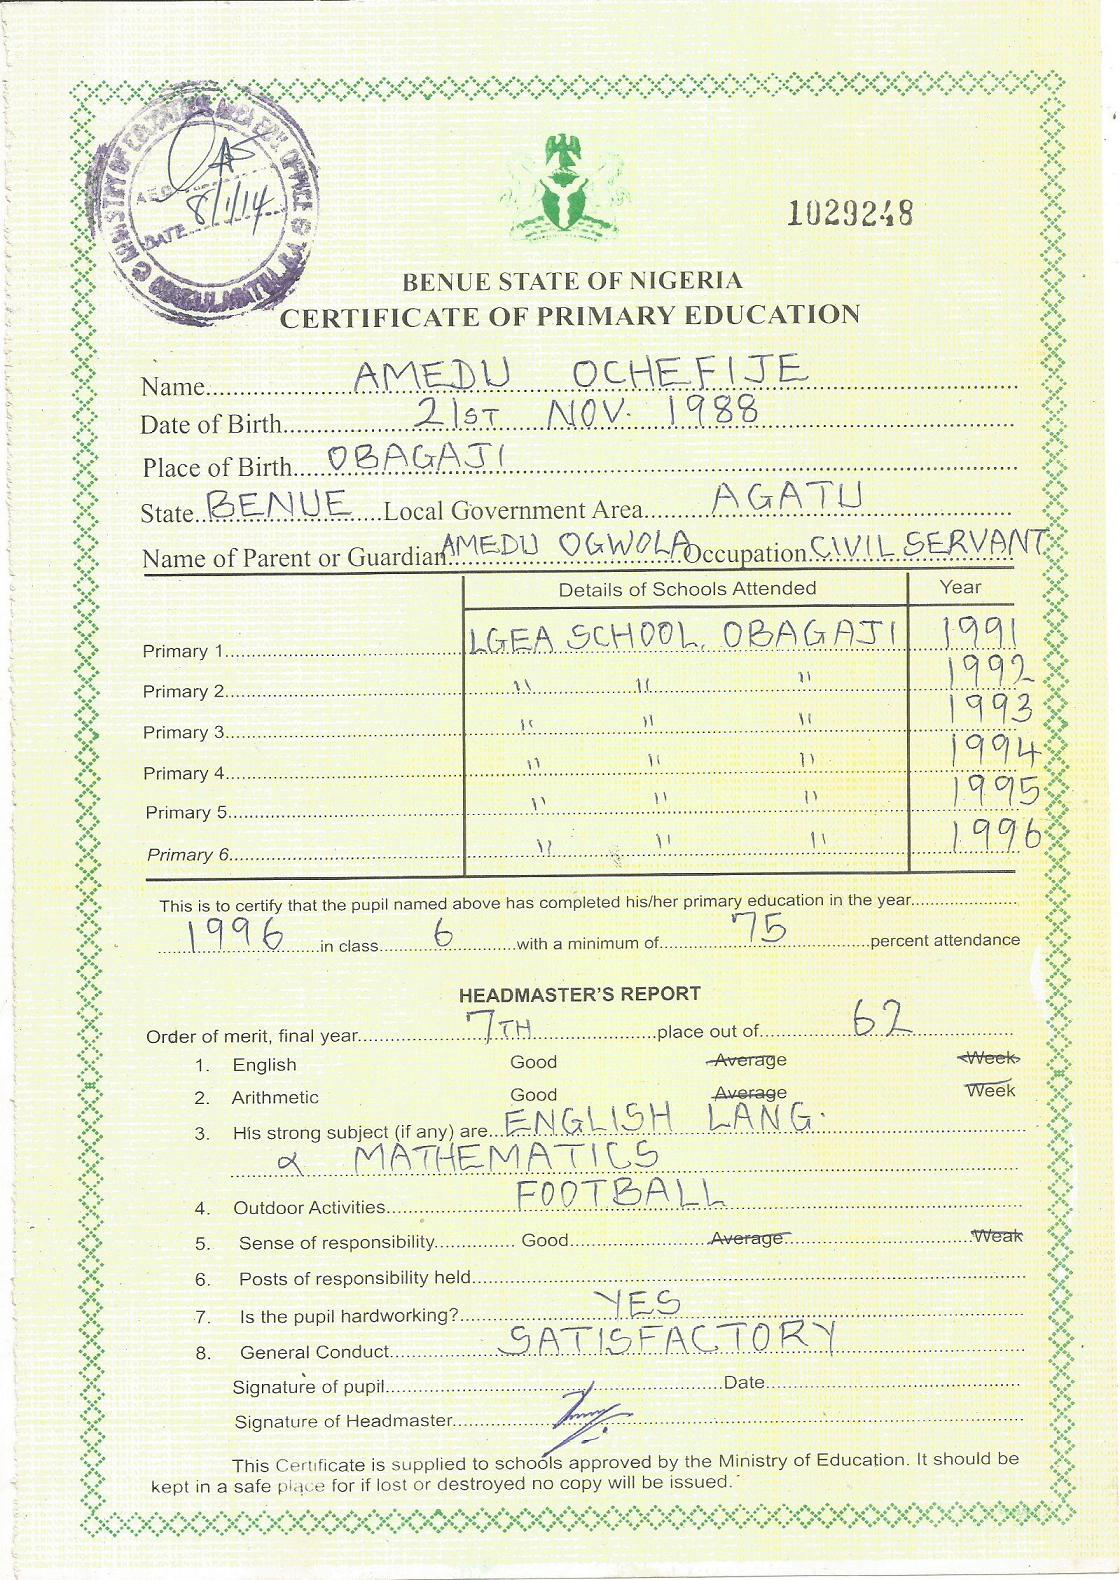 MINISTRY OF EDUCATION AREA EDU. OFFICE
AEO
8/1/14
DATE
1029248
BENUE STATE OF NIGERIA
CERTIFICATE OF PRIMARY EDUCATION
Name AMEDU OCHEFIJE
Date of Birth 21ST NOV. 1988
Place of Birth OBAGAJI
State BENUE Local Government Area AGATU
Name of Parent or Guardian AMEDU OGWOLA Occupation CIVIL SERVANT
Details of Schools Attended Year
Primary 1 LGEA SCHOOL, OBAGAJI 1991
Primary 2 " " " 1992
Primary 3 " " " 1993
Primary 4 " " " 1994
Primary 5 " " " 1995
Primary 6 " " " 1996
This is to certify that the pupil named above has completed his/her primary education in the year
1996 in class 6 with a minimum of 75 percent attendance
HEADMASTER'S REPORT
Order of merit, final year 7TH place out of 62
1. English Good Average Week
2. Arithmetic Good Average Week
3. His strong subject (if any) are ENGLISH LANG.
& MATHEMATICS
4. Outdoor Activities FOOTBALL
5. Sense of responsibility Good Average Weak
6. Posts of responsibility held
7. Is the pupil hardworking? YES
8. General Conduct SATISFACTORY
Signature of pupil Date
Signature of Headmaster
This Certificate is supplied to schools approved by the Ministry of Education. It should be
kept in a safe place for if lost or destroyed no copy will be issued.